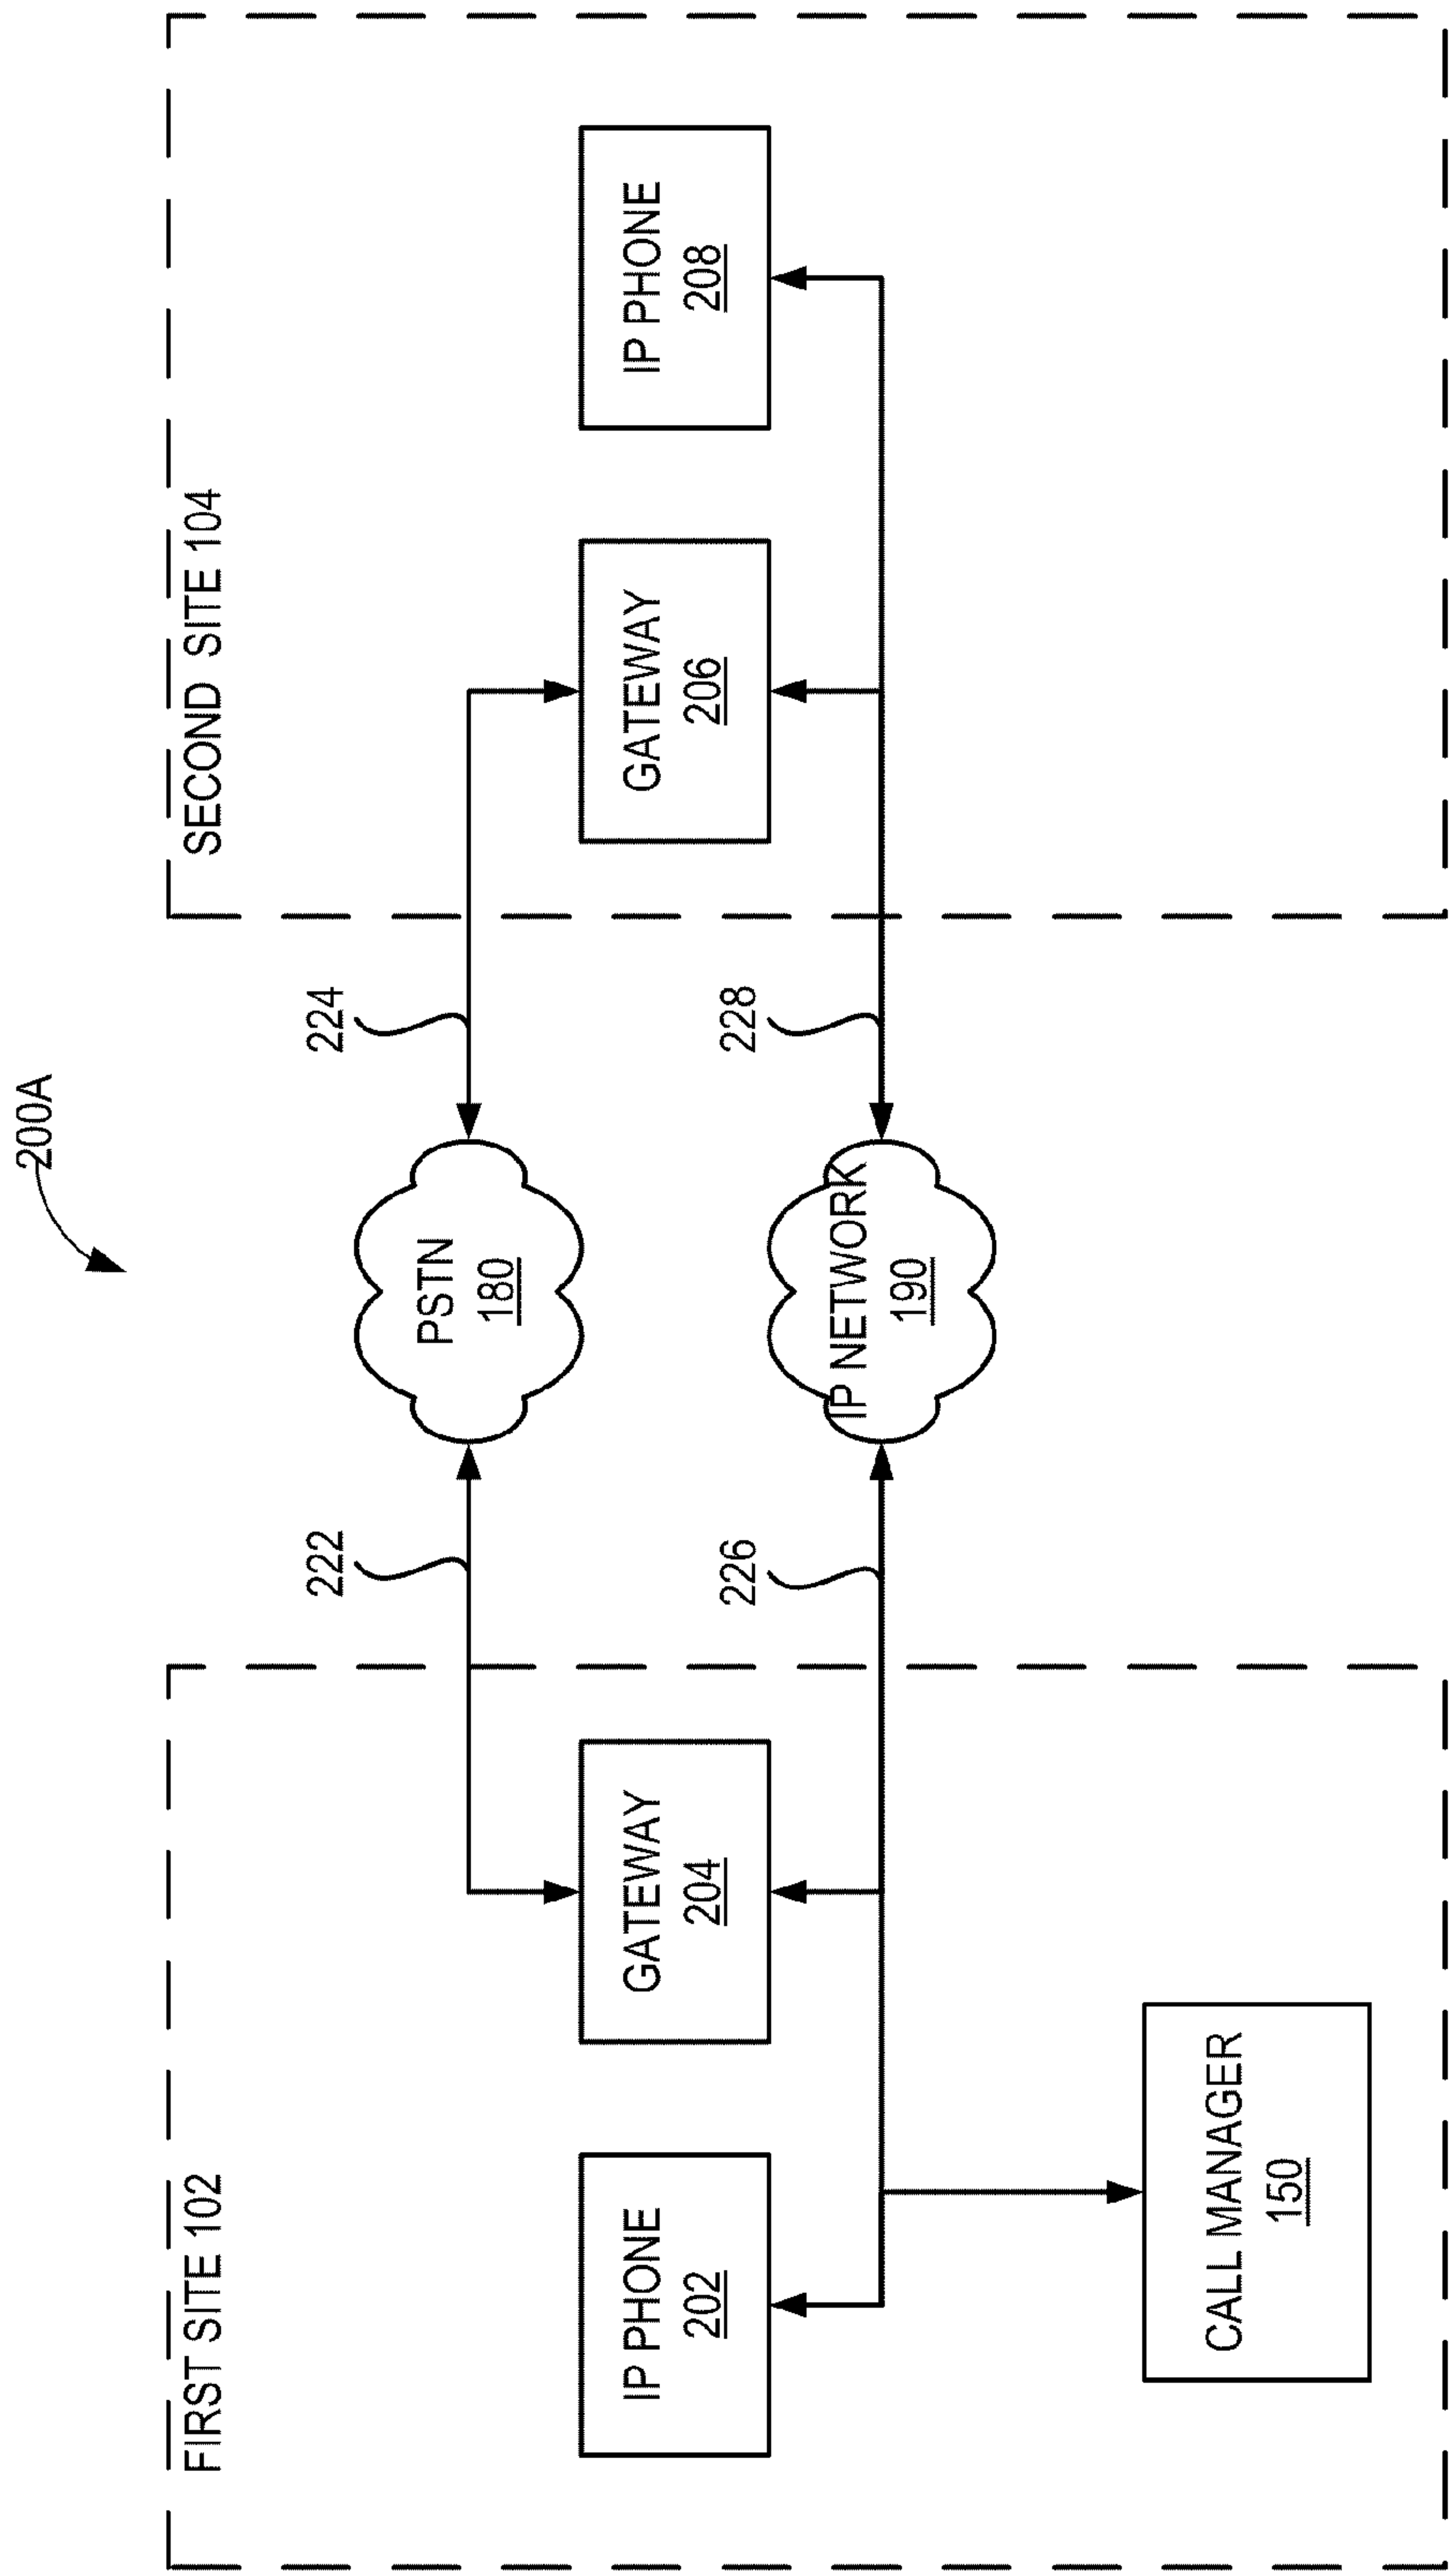 200A
FIRST SITE 102
SECOND SITE 104
222
PSTN
180
224
IP PHONE
202
GATEWAY
204
GATEWAY
206
IP PHONE
208
226
IP NETWORK
190
228
CALL MANAGER
150